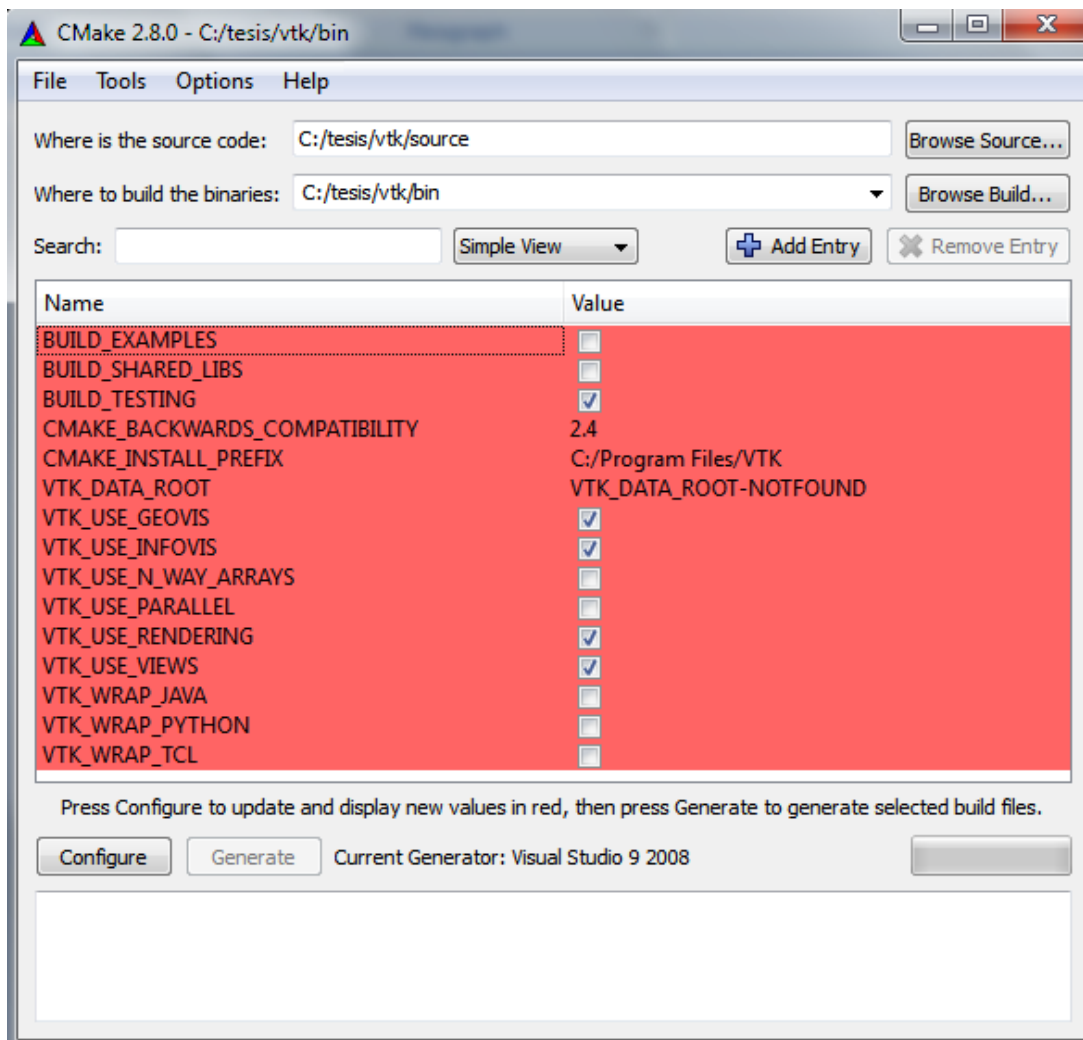 CMake 2.8.0 - C:/tesis/vtk/bin
File Tools Options Help
Where is the source code: C:/tesis/vtk/source Browse Source...
Where to build the binaries: C:/tesis/vtk/bin Browse Build...
Search: Simple View Add Entry Remove Entry
Name Value
BUILD_EXAMPLES
BUILD_SHARED_LIBS
BUILD_TESTING
CMAKE_BACKWARDS_COMPATIBILITY 2.4
CMAKE_INSTALL_PREFIX C:/Program Files/VTK
VTK_DATA_ROOT VTK_DATA_ROOT-NOTFOUND
VTK_USE_GEOVIS
VTK_USE_INFOVIS
VTK_USE_N_WAY_ARRAYS
VTK_USE_PARALLEL
VTK_USE_RENDERING
VTK_USE_VIEWS
VTK_WRAP_JAVA
VTK_WRAP_PYTHON
VTK_WRAP_TCL
Press Configure to update and display new values in red, then press Generate to generate selected build files.
Configure Generate Current Generator: Visual Studio 9 2008